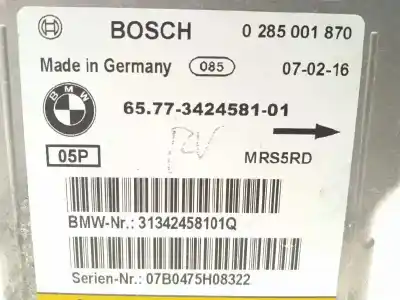 BOSCH 0 285 001 870
Made in Germany 085 07-02-16
BMW
65.77-3424581-01
05P MRS5RD
BMW-Nr.: 31342458101Q
Serien-Nr.: 07B0475H08322